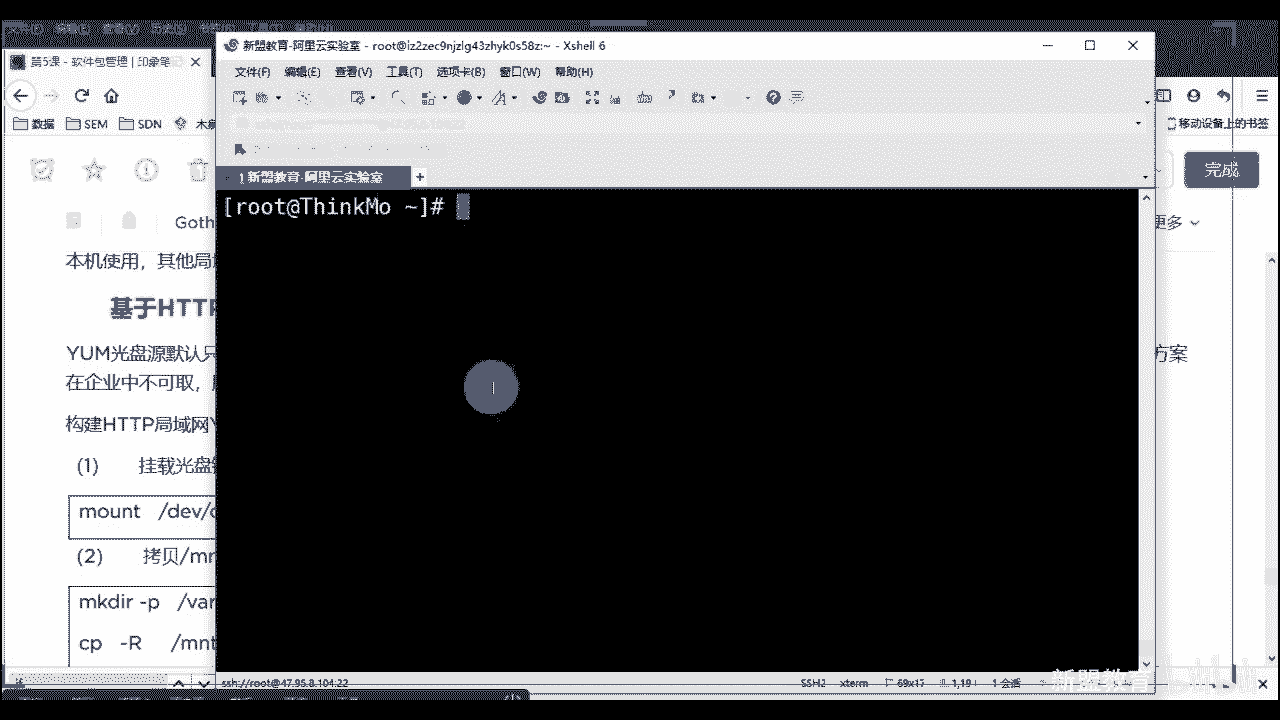 新盟教育-阿里云实验室 - root@iz2zec9njzlg43zhyk0s58z:~ - Xshell 6
第5课 - 软件包管理 | 印象笔
文件(F) 编辑(E) 查看(V) 工具(T) 选项卡(B) 窗口(W) 帮助(H)
数据 SEM SDN 木
移动设备上的书签
1 新盟教育-阿里云实验室
完成
[root@ThinkMo ~]#
Goth
更多
本机使用，其他局
基于HTTP
YUM光盘源默认只
方案
在企业中不可取，
构建HTTP局域网Y
(1) 挂载光盘
mount /dev/c
(2) 拷贝/mn
mkdir -p /var
cp -R /mnt
ssh://root@47.95.8.104:22
SSH2 xterm 69x17 1,19 1 会话
新盟教育